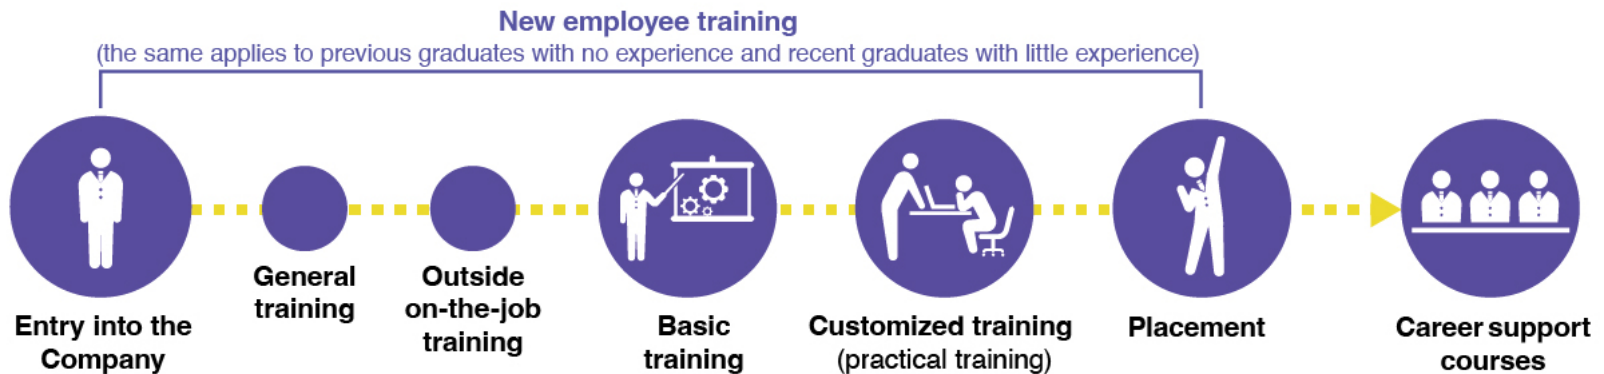 New employee training
(the same applies to previous graduates with no experience and recent graduates with little experience)
Entry into the
Company
General
training
Outside
on-the-job
training
Basic
training
Customized training
(practical training)
Placement
Career support
courses